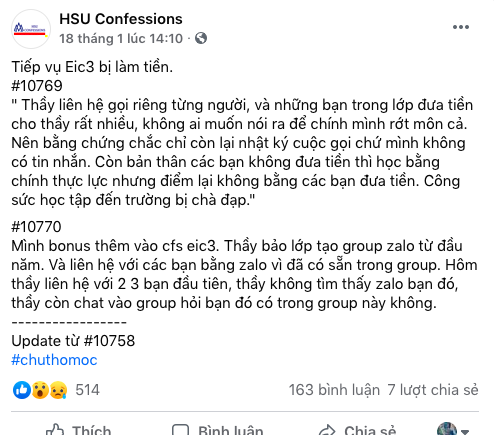 HSU Confessions
18 tháng 1 lúc 14:10 ·
Tiếp vụ Eic3 bị làm tiền.
#10769
" Thầy liên hệ gọi riêng từng người, và những bạn trong lớp đưa tiền
cho thầy rất nhiều, không ai muốn nói ra để chính mình rớt môn cả.
Nên bằng chứng chắc chỉ còn lại nhật ký cuộc gọi chứ mình không
có tin nhắn. Còn bản thân các bạn không đưa tiền thì học bằng
chính thực lực nhưng điểm lại không bằng các bạn đưa tiền. Công
sức học tập đến trường bị chà đạp."
#10770
Mình bonus thêm vào cfs eic3. Thầy bảo lớp tạo group zalo từ đầu
năm. Và liên hệ với các bạn bằng zalo vì đã có sẵn trong group. Hôm
thầy liên hệ với 2 3 bạn đầu tiên, thầy không tìm thấy zalo bạn đó,
thầy còn chat vào group hỏi bạn đó có trong group này không.
-----------------
Update từ #10758
#chuthomoc
514 163 bình luận 7 lượt chia sẻ
Thích Bình luận Chia sẻ